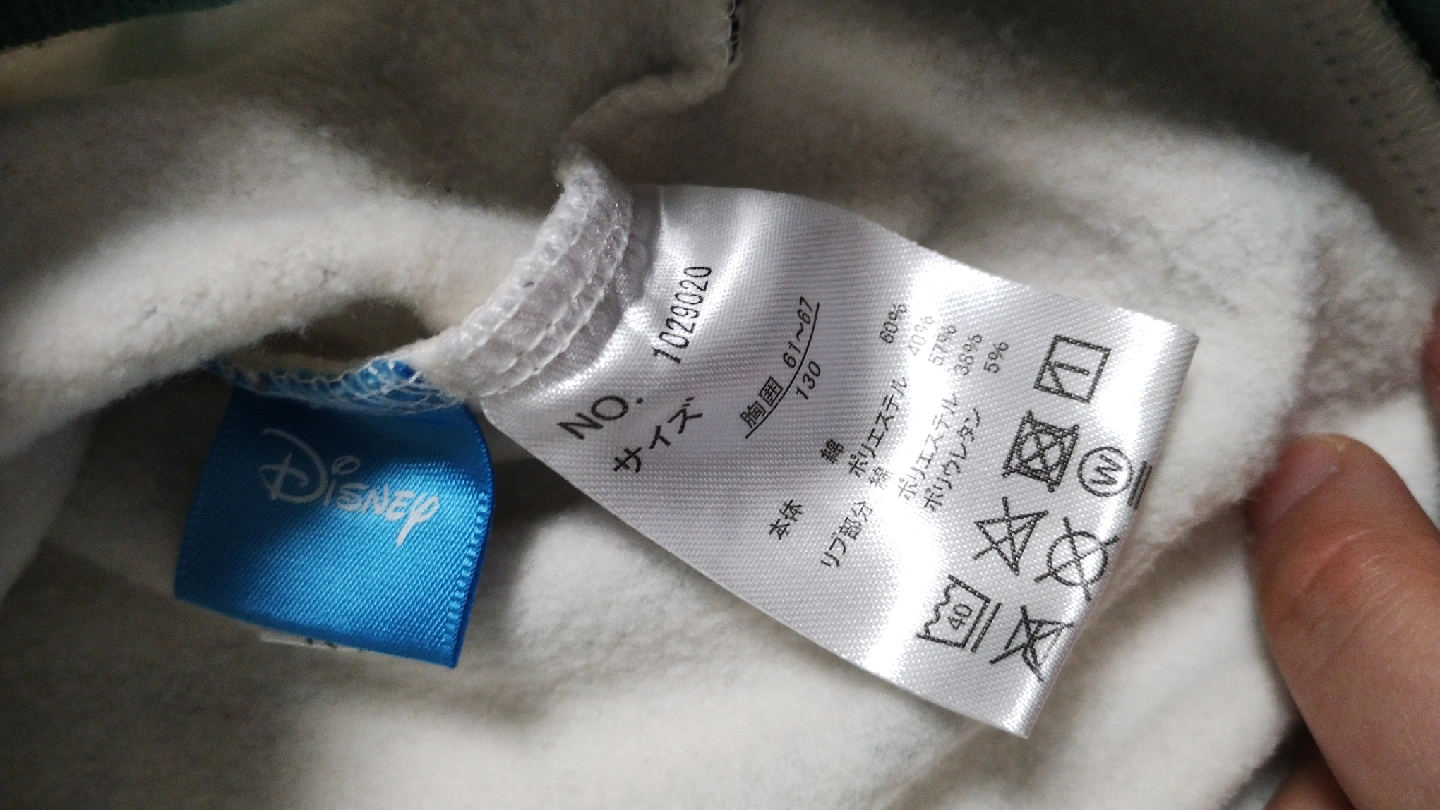 Disney
NO. 1029020
サイズ
胸囲 61~67
130
本体 綿 60%
ポリエステル 40%
リブ部分 綿 57%
ポリエステル 38%
ポリウレタン 5%
40
W